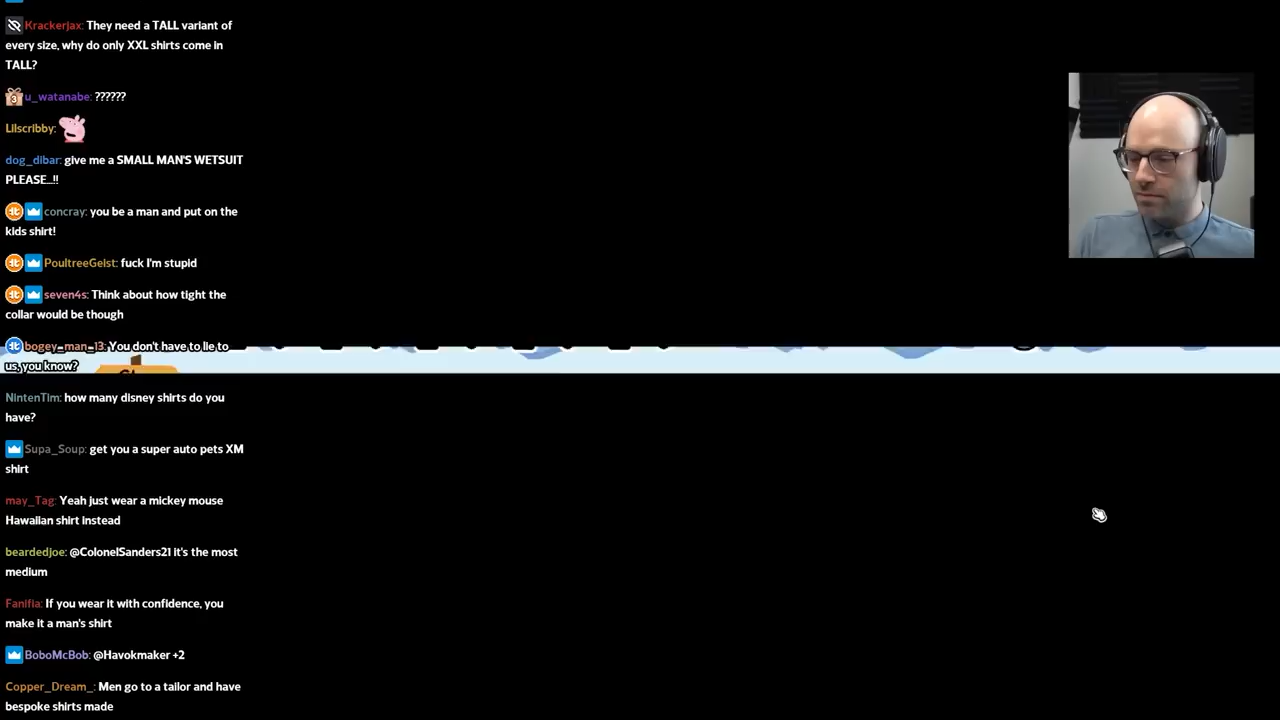 Krackerjax: They need a TALL variant of
every size, why do only XXL shirts come in
TALL?
3 u_watanabe: ??????
Lilscribby:
dog_dibar: give me a SMALL MAN'S WETSUIT
PLEASE...!!
concray: you be a man and put on the
kids shirt!
PoultreeGeist: fuck I'm stupid
seven4s: Think about how tight the
collar would be though
bogey_man_13: You don't have to lie to
us, you know?
NintenTim: how many disney shirts do you
have?
Supa_Soup: get you a super auto pets XM
shirt
may_Tag: Yeah just wear a mickey mouse
Hawaiian shirt instead
beardedjoe: @ColonelSanders21 it's the most
medium
Fanifia: If you wear it with confidence, you
make it a man's shirt
BoboMcBob: @Havokmaker +2
Copper_Dream_: Men go to a tailor and have
bespoke shirts made